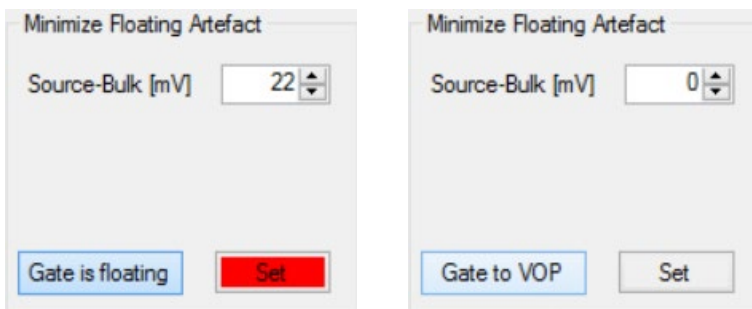 Minimize Floating Artefact
Source-Bulk [mV] 22
Gate is floating Set
Minimize Floating Artefact
Source-Bulk [mV] 0
Gate to VOP Set